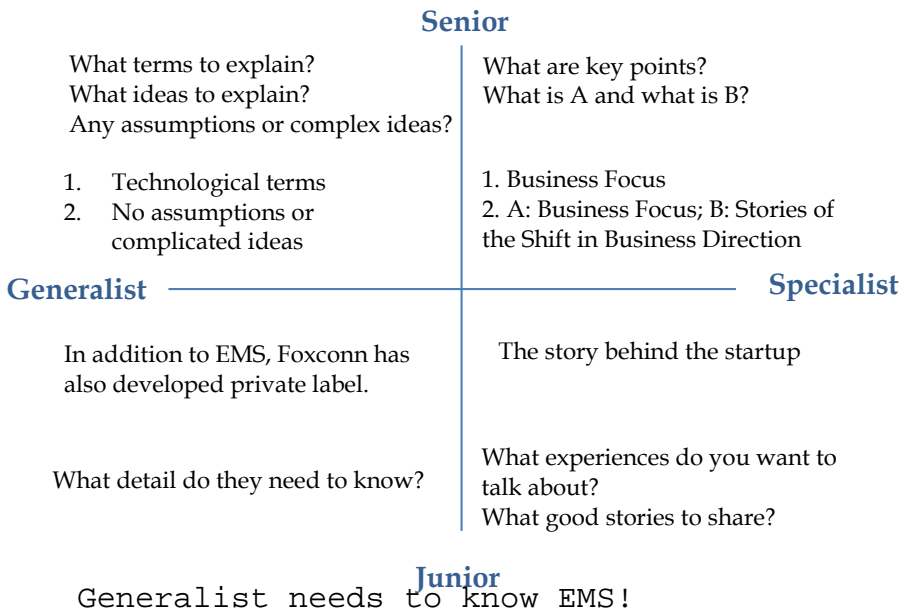 Senior
What terms to explain?
What ideas to explain?
Any assumptions or complex ideas?
1. Technological terms
2. No assumptions or
complicated ideas
What are key points?
What is A and what is B?
1. Business Focus
2. A: Business Focus; B: Stories of
the Shift in Business Direction
Generalist
Specialist
In addition to EMS, Foxconn has
also developed private label.
What detail do they need to know?
The story behind the startup
What experiences do you want to
talk about?
What good stories to share?
Junior
Generalist needs to know EMS!